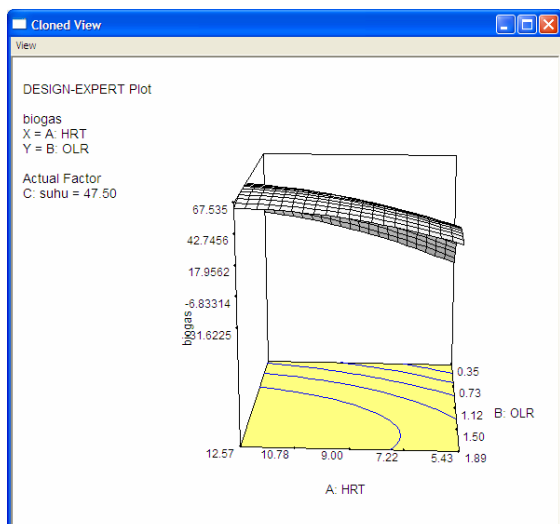 Cloned View
View
DESIGN-EXPERT Plot
biogas
X = A: HRT
Y = B: OLR
Actual Factor
C: suhu = 47.50
67.535
42.7456
17.9562
-6.83314
-31.6225
biogas
0.35
0.73
1.12
1.50
1.89
B: OLR
12.57
10.78
9.00
7.22
5.43
A: HRT